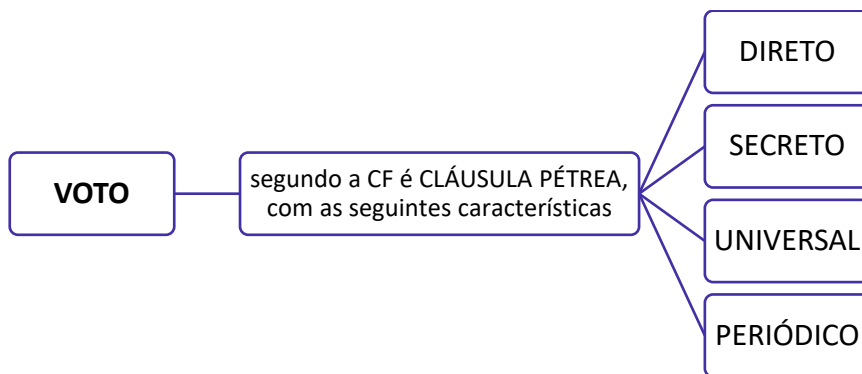 VOTO
segundo a CF é CLÁUSULA PÉTREA,
com as seguintes características
DIRETO
SECRETO
UNIVERSAL
PERIÓDICO